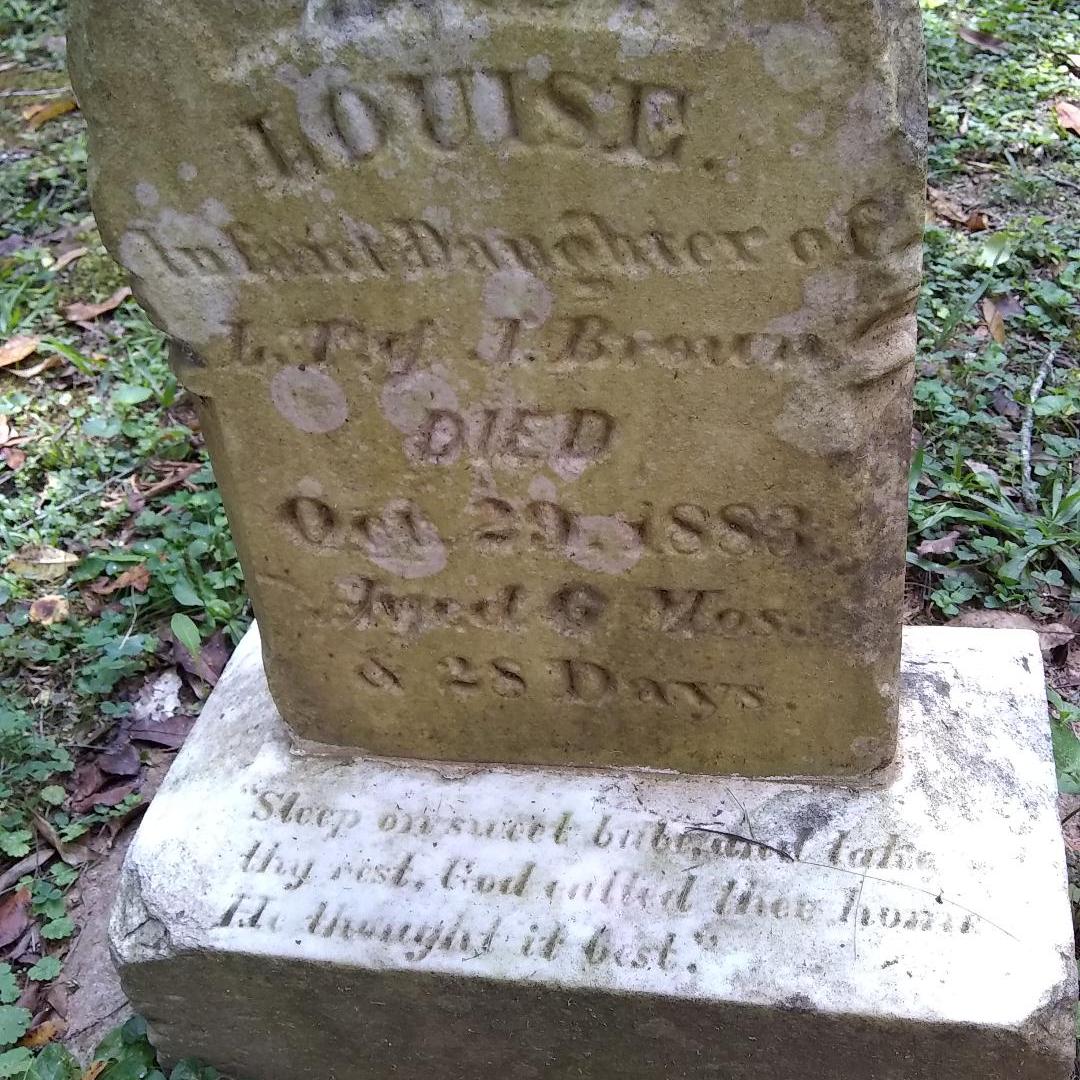 LOUISE.
Infant Daughter of
L. F. & J. Brown
DIED
Oct. 29, 1883.
Aged 6 Mos.
& 28 Days.
"Sleep on sweet babe, and take
thy rest, God called thee home
He thought it best."